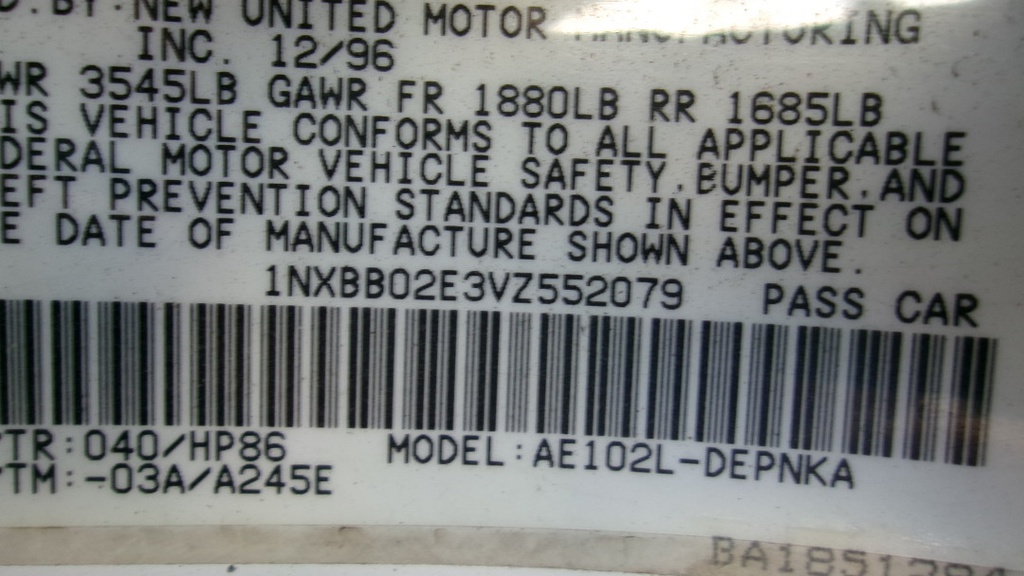 D. BY NEW UNITED MOTOR MANUFACTURING
INC. 12/96
WR 3545LB GAWR FR 1880LB RR 1685LB
IS VEHICLE CONFORMS TO ALL APPLICABLE
DERAL MOTOR VEHICLE SAFETY, BUMPER, AND
EFT PREVENTION STANDARDS IN EFFECT ON
E DATE OF MANUFACTURE SHOWN ABOVE.
1NXBB02E3VZ552079 PASS CAR
/TR:040/HP86 MODEL:AE102L-DEPNKA
/TM:-03A/A245E